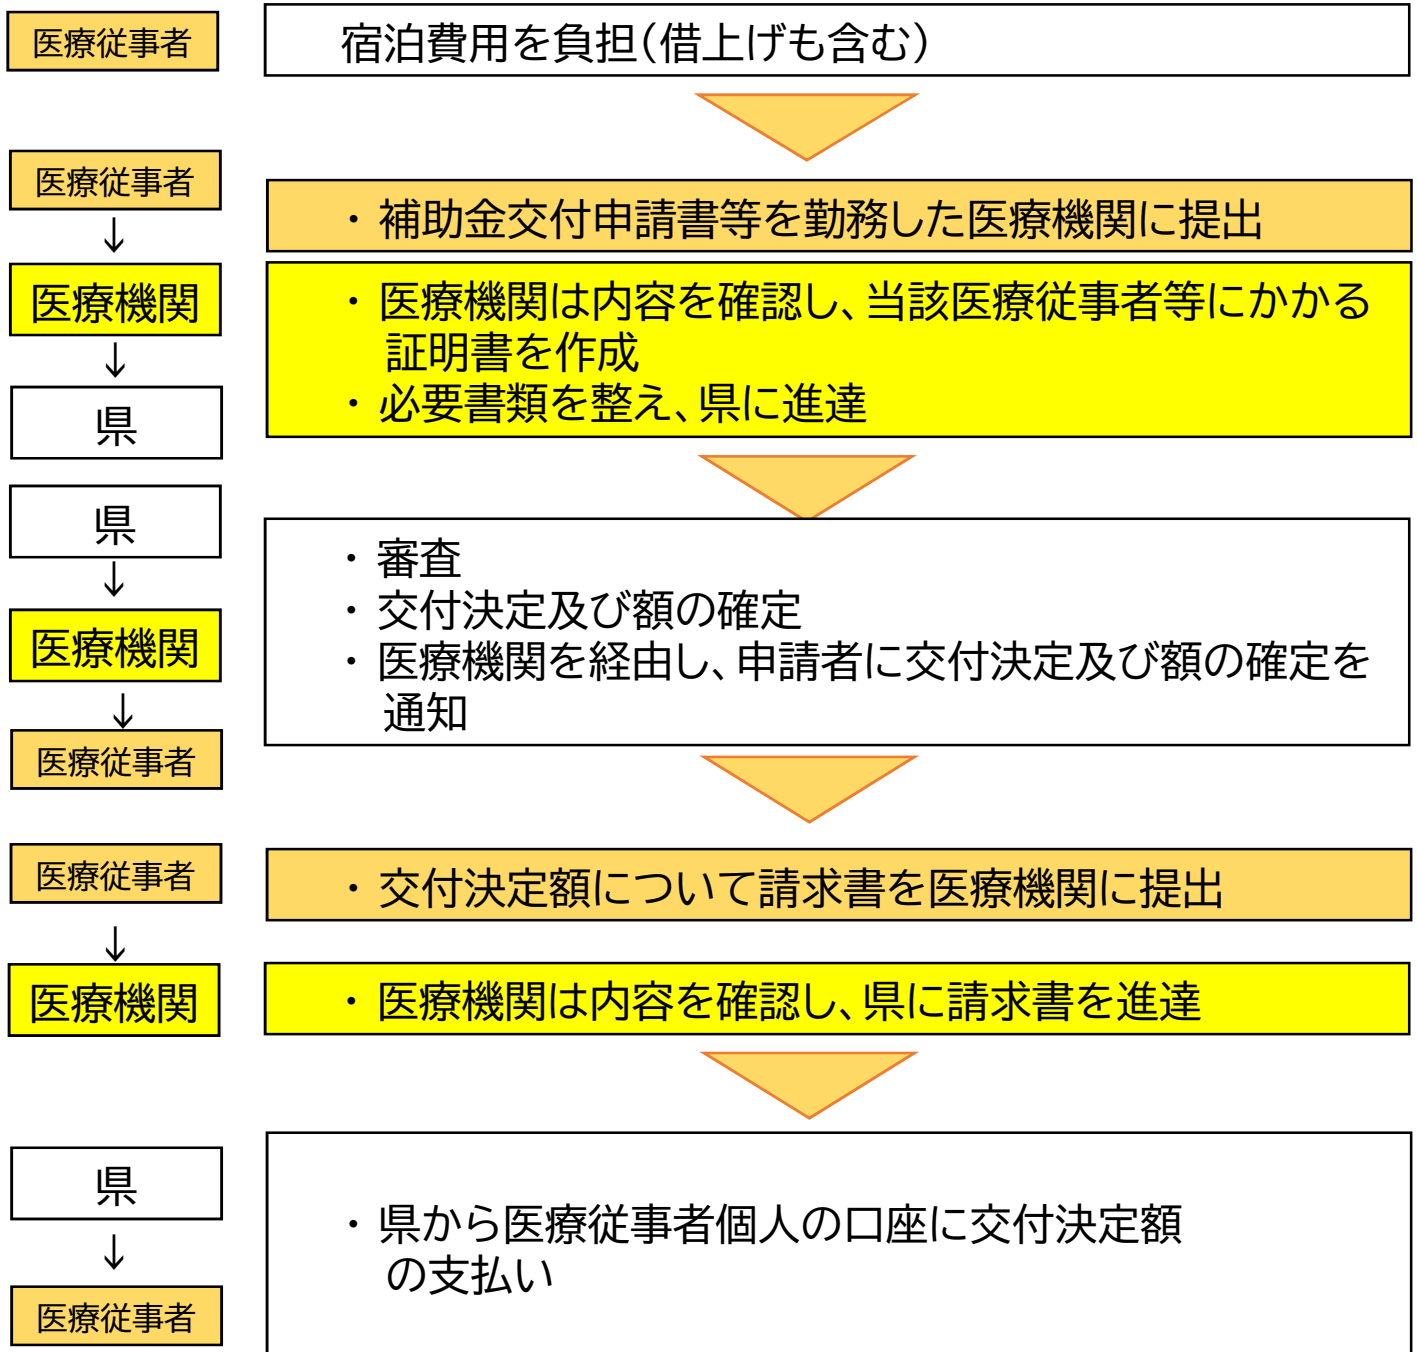 医療従事者
宿泊費用を負担（借上げも含む）
医療従事者
↓
医療機関
↓
県
・ 補助金交付申請書等を勤務した医療機関に提出
・ 医療機関は内容を確認し、当該医療従事者等にかかる
証明書を作成
・ 必要書類を整え、県に進達
県
↓
医療機関
↓
医療従事者
・ 審査
・ 交付決定及び額の確定
・ 医療機関を経由し、申請者に交付決定及び額の確定を
通知
医療従事者
↓
医療機関
・ 交付決定額について請求書を医療機関に提出
・ 医療機関は内容を確認し、県に請求書を進達
県
↓
医療従事者
・ 県から医療従事者個人の口座に交付決定額
の支払い